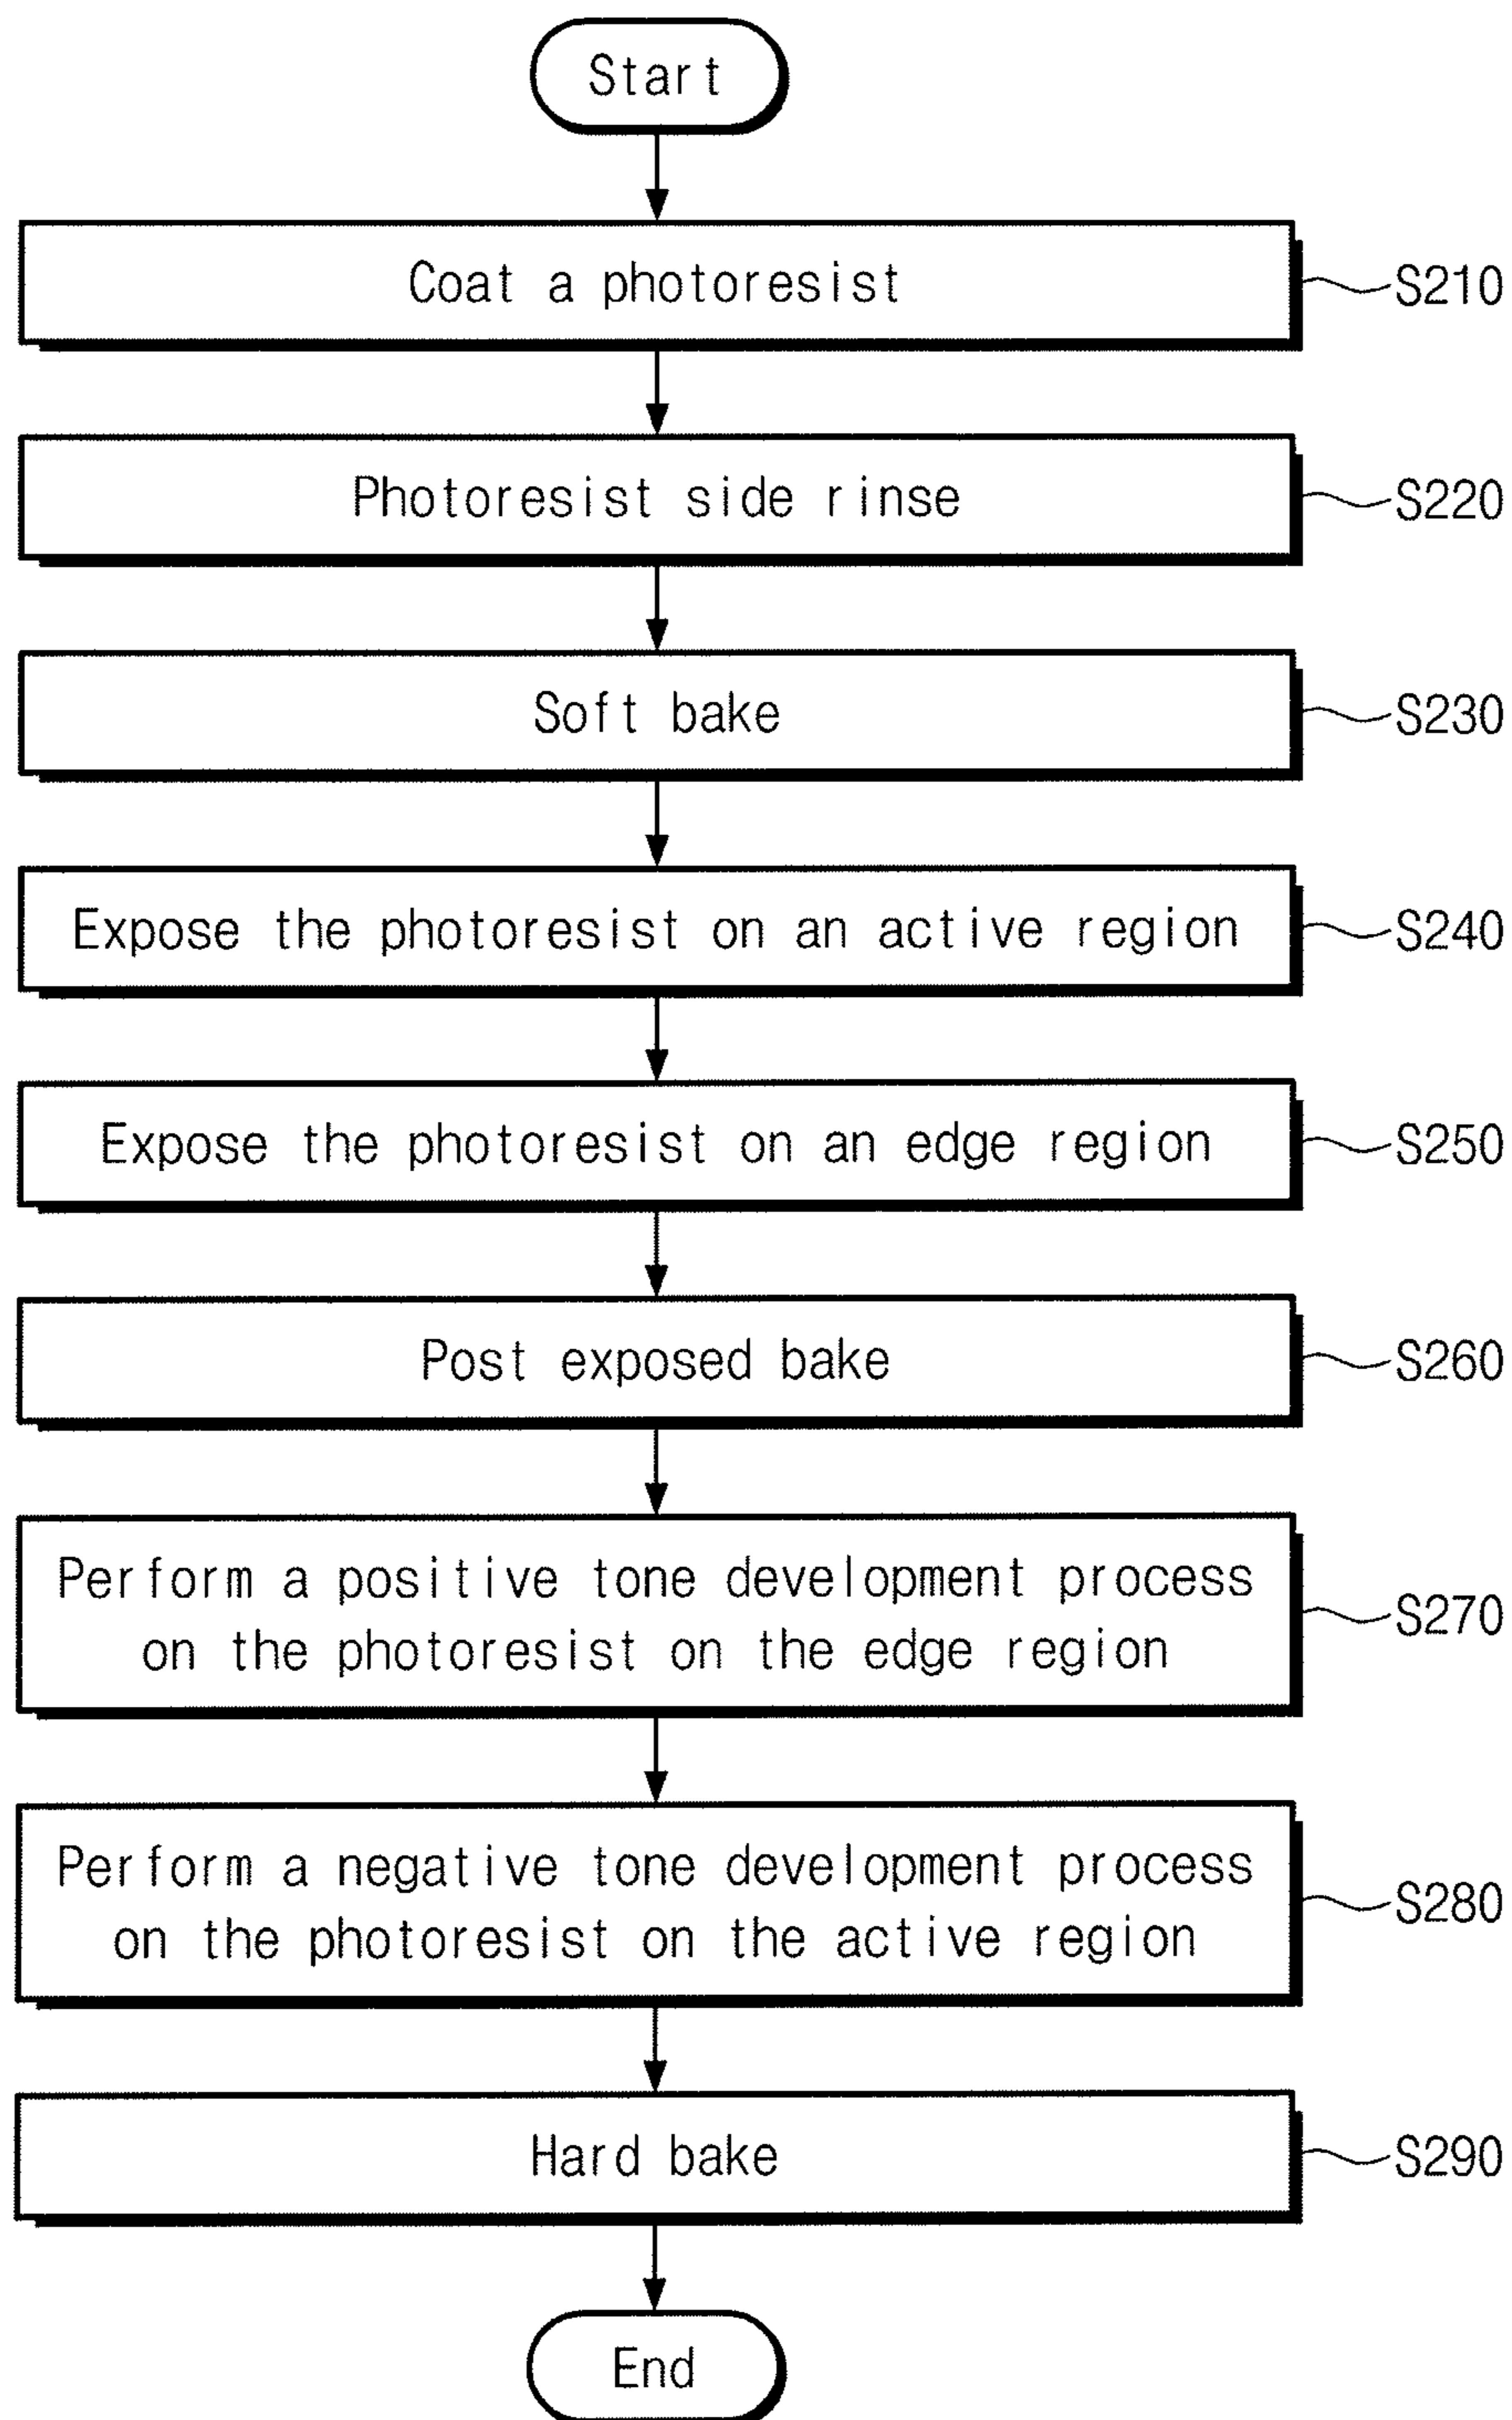 Start
Coat a photoresist
S210
Photoresist side rinse
S220
Soft bake
S230
Expose the photoresist on an active region
S240
Expose the photoresist on an edge region
S250
Post exposed bake
S260
Perform a positive tone development process
on the photoresist on the edge region
S270
Perform a negative tone development process
on the photoresist on the active region
S280
Hard bake
S290
End